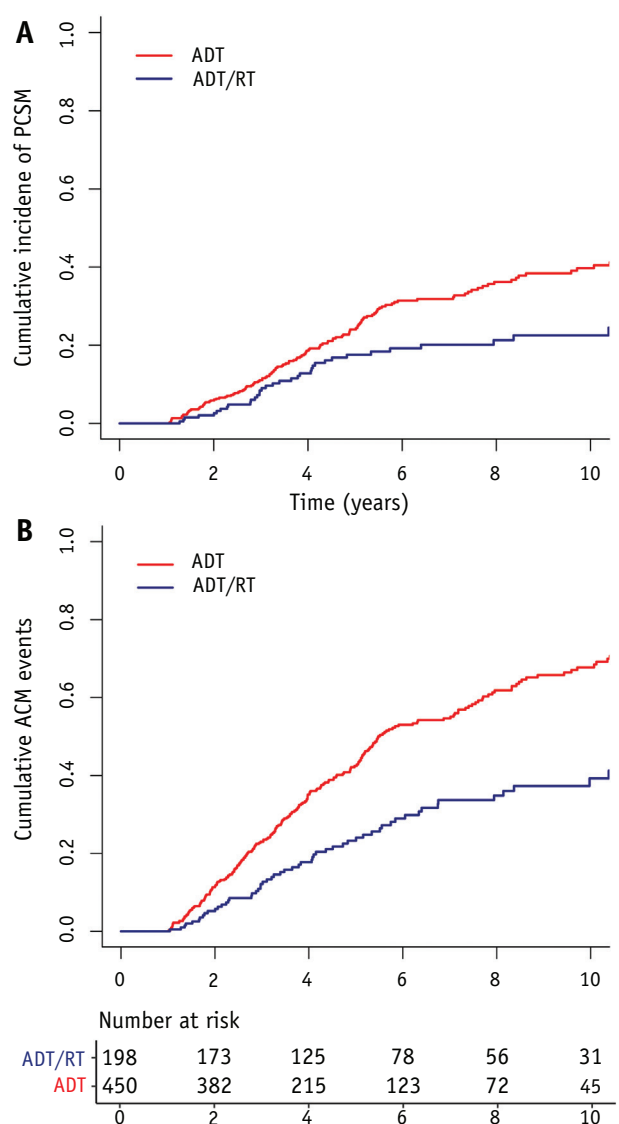 A
ADT
ADT/RT
Cumulative incidene of PCSM
1.0
0.8
0.6
0.4
0.2
0.0
0 2 4 6 8 10
Time (years)
B
ADT
ADT/RT
Cumulative ACM events
1.0
0.8
0.6
0.4
0.2
0.0
0 2 4 6 8 10
Number at risk
ADT/RT 198 173 125 78 56 31
ADT 450 382 215 123 72 45
0 2 4 6 8 10